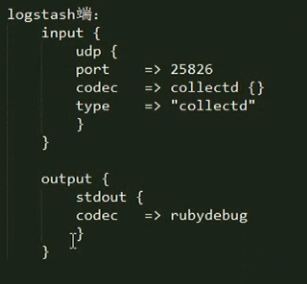 logstash端:
input {
udp {
port => 25826
codec => collectd {}
type => "collectd"
}
}
output {
stdout {
codec => rubydebug
}
}